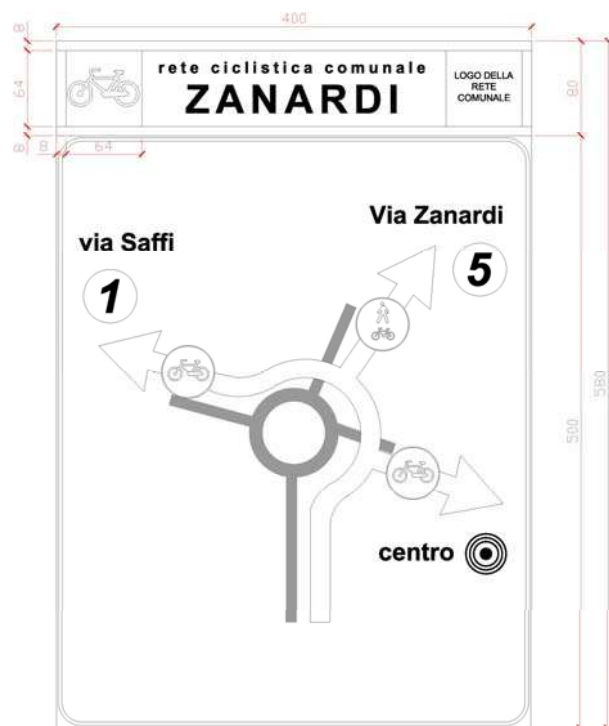 400
8
64
8
8
64
80
500
580
rete ciclistica comunale
ZANARDI
LOGO DELLA
RETE
COMUNALE
Via Zanardi
5
via Saffi
1
centro